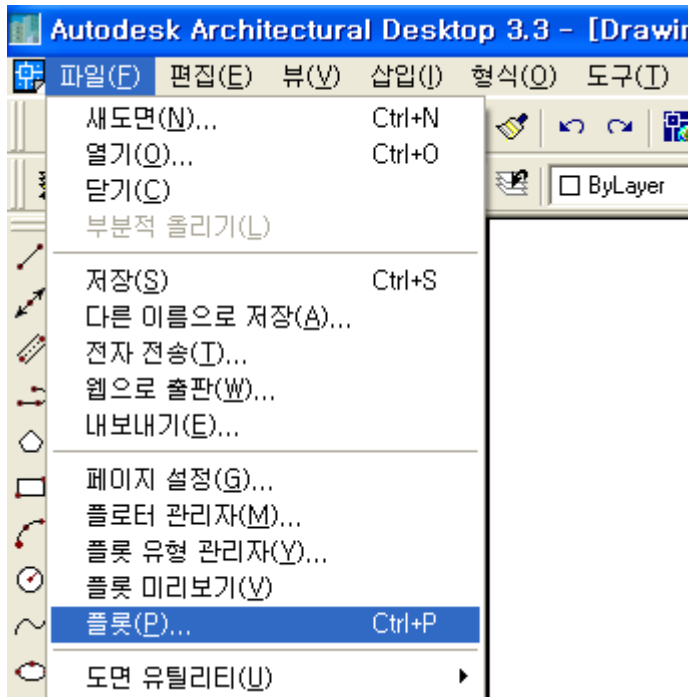 Autodesk Architectural Desktop 3.3 - [Drawin
파일(F) 편집(E) 뷰(V) 삽입(I) 형식(O) 도구(T)
새도면(N)... Ctrl+N
열기(O)... Ctrl+O
닫기(C)
부분적 올리기(L)
ByLayer
저장(S) Ctrl+S
다른 이름으로 저장(A)...
전자 전송(T)...
웹으로 출판(W)...
내보내기(E)...
페이지 설정(G)...
플로터 관리자(M)...
플롯 유형 관리자(Y)...
플롯 미리보기(V)
플롯(P)... Ctrl+P
도면 유틸리티(U)